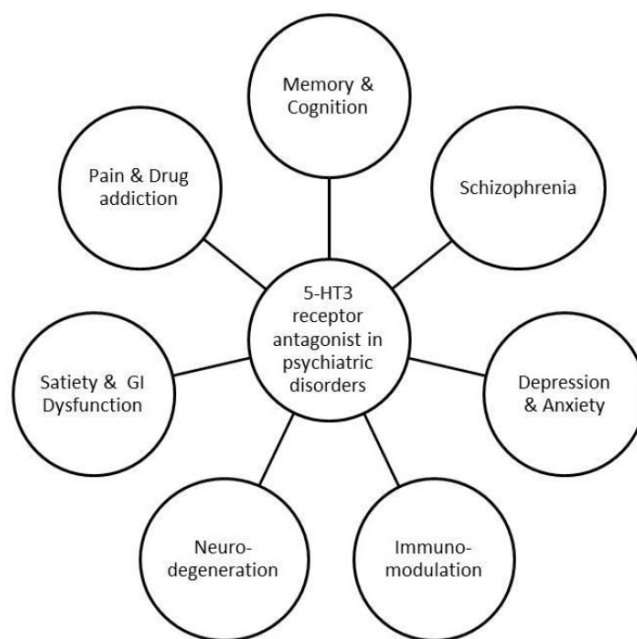 Memory &
Cognition
Schizophrenia
Depression
& Anxiety
Immuno-
modulation
Neuro-
degeneration
Satiety & GI
Dysfunction
Pain & Drug
addiction
5-HT3
receptor
antagonist in
psychiatric
disorders